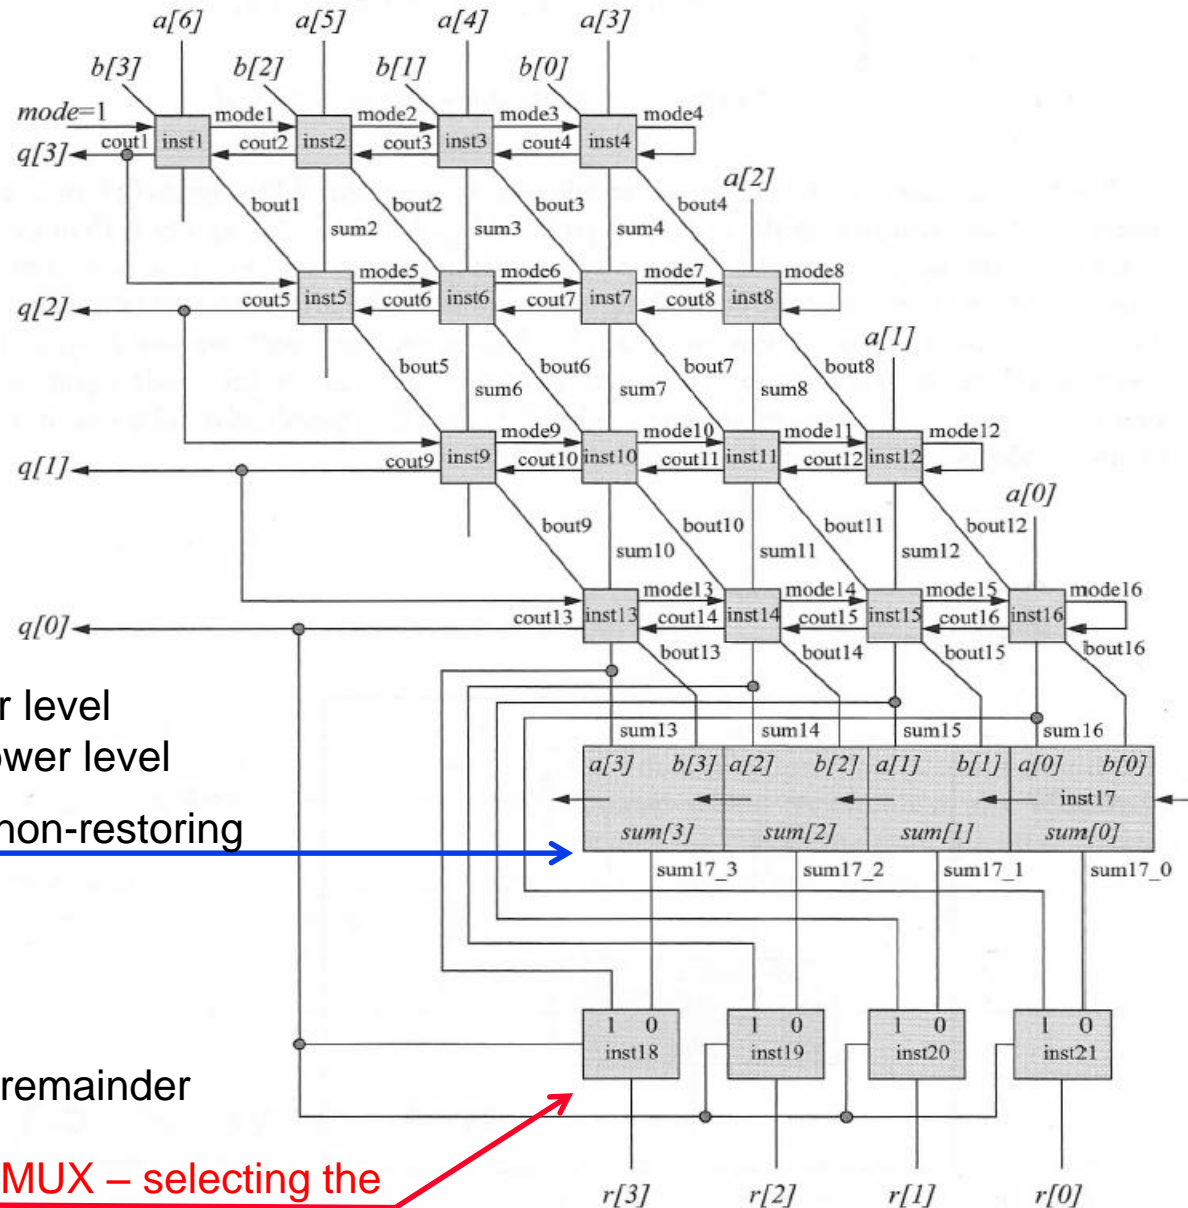 a[6] a[5] a[4] a[3]
b[3] b[2] b[1] b[0]
mode=1 mode1 mode2 mode3 mode4
q[3] cout1 inst1 cout2 inst2 cout3 inst3 cout4 inst4
a[2]
bout1 bout2 bout3 bout4
sum2 sum3 sum4
mode5 mode6 mode7 mode8
q[2] cout5 inst5 cout6 inst6 cout7 inst7 cout8 inst8
a[1]
bout5 bout6 bout7 bout8
sum6 sum7 sum8
mode9 mode10 mode11 mode12
q[1] cout9 inst9 cout10 inst10 cout11 inst11 cout12 inst12
a[0]
bout9 bout10 bout11 bout12
sum10 sum11 sum12
mode13 mode14 mode15 mode16
q[0] cout13 inst13 cout14 inst14 cout15 inst15 cout16 inst16
bout13 bout14 bout15 bout16
r level
sum13 sum14 sum15 sum16
ower level
a[3] b[3] a[2] b[2] a[1] b[1] a[0] b[0]
inst17
non-restoring
sum[3] sum[2] sum[1] sum[0]
sum17_3 sum17_2 sum17_1 sum17_0
1 0 1 0 1 0 1 0
inst18 inst19 inst20 inst21
remainder
MUX – selecting the
r[3] r[2] r[1] r[0]